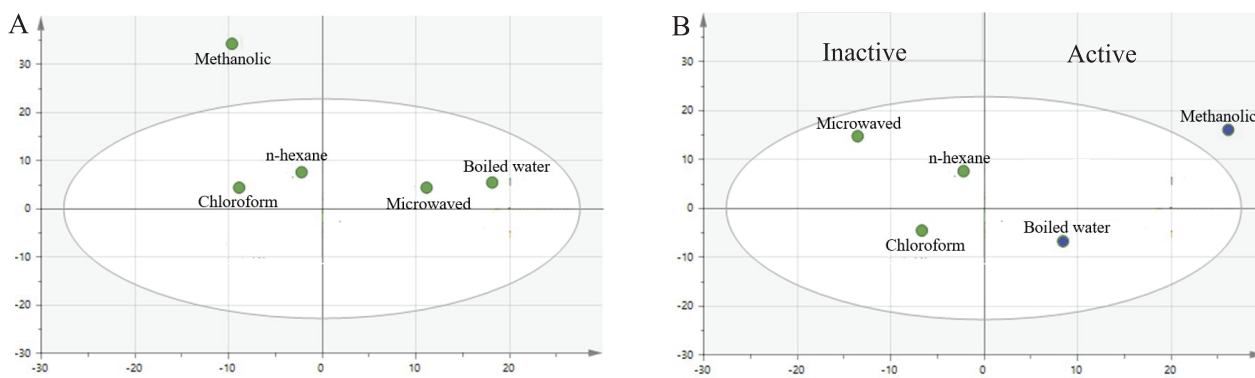 A
Methanolic
n-hexane
Chloroform
Boiled water
Microwaved
30
20
10
0
-10
-20
-30
-30
-20
-10
0
10
20
B
Inactive
Active
Methanolic
Microwaved
n-hexane
Chloroform
Boiled water
30
20
10
0
-10
-20
-30
-30
-20
-10
0
10
20